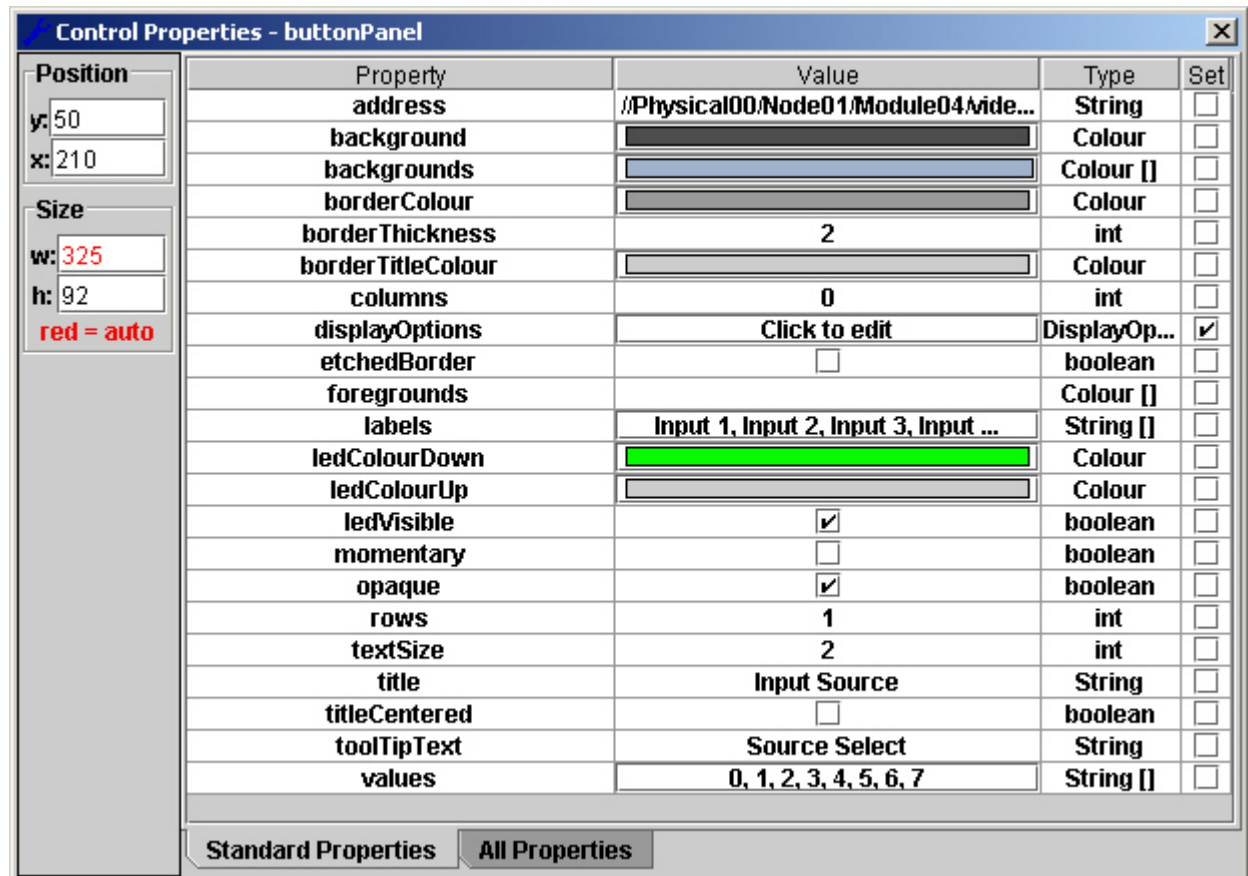 Control Properties - buttonPanel
Position
y: 50
x: 210
Size
w: 325
h: 92
red = auto
Property Value Type Set
address //Physical00/Node01/Module04/vide... String
background Colour
backgrounds Colour []
borderColour Colour
borderThickness 2 int
borderTitleColour Colour
columns 0 int
displayOptions Click to edit DisplayOp...
etchedBorder boolean
foregrounds Colour []
labels Input 1, Input 2, Input 3, Input ... String []
ledColourDown Colour
ledColourUp Colour
ledVisible boolean
momentary boolean
opaque boolean
rows 1 int
textSize 2 int
title Input Source String
titleCentered boolean
toolTipText Source Select String
values 0, 1, 2, 3, 4, 5, 6, 7 String []
Standard Properties All Properties